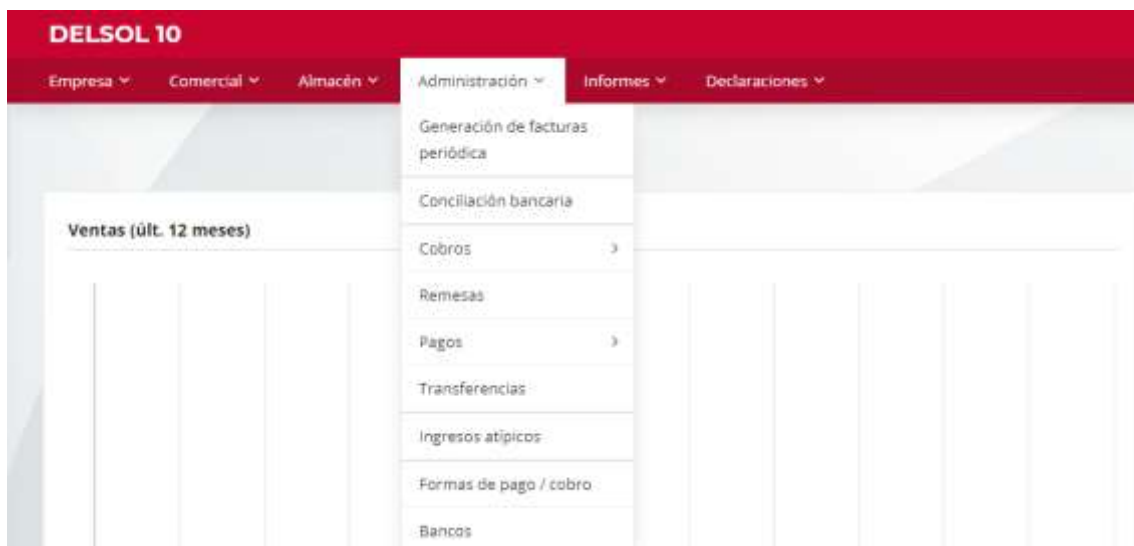 DELSOL 10
Empresa Comercial Almacén Administración Informes Declaraciones
Generación de facturas
periódica
Conciliación bancaria
Ventas (últ. 12 meses)
Cobros
Remesas
Pagos
Transferencias
Ingresos atípicos
Formas de pago / cobro
Bancos